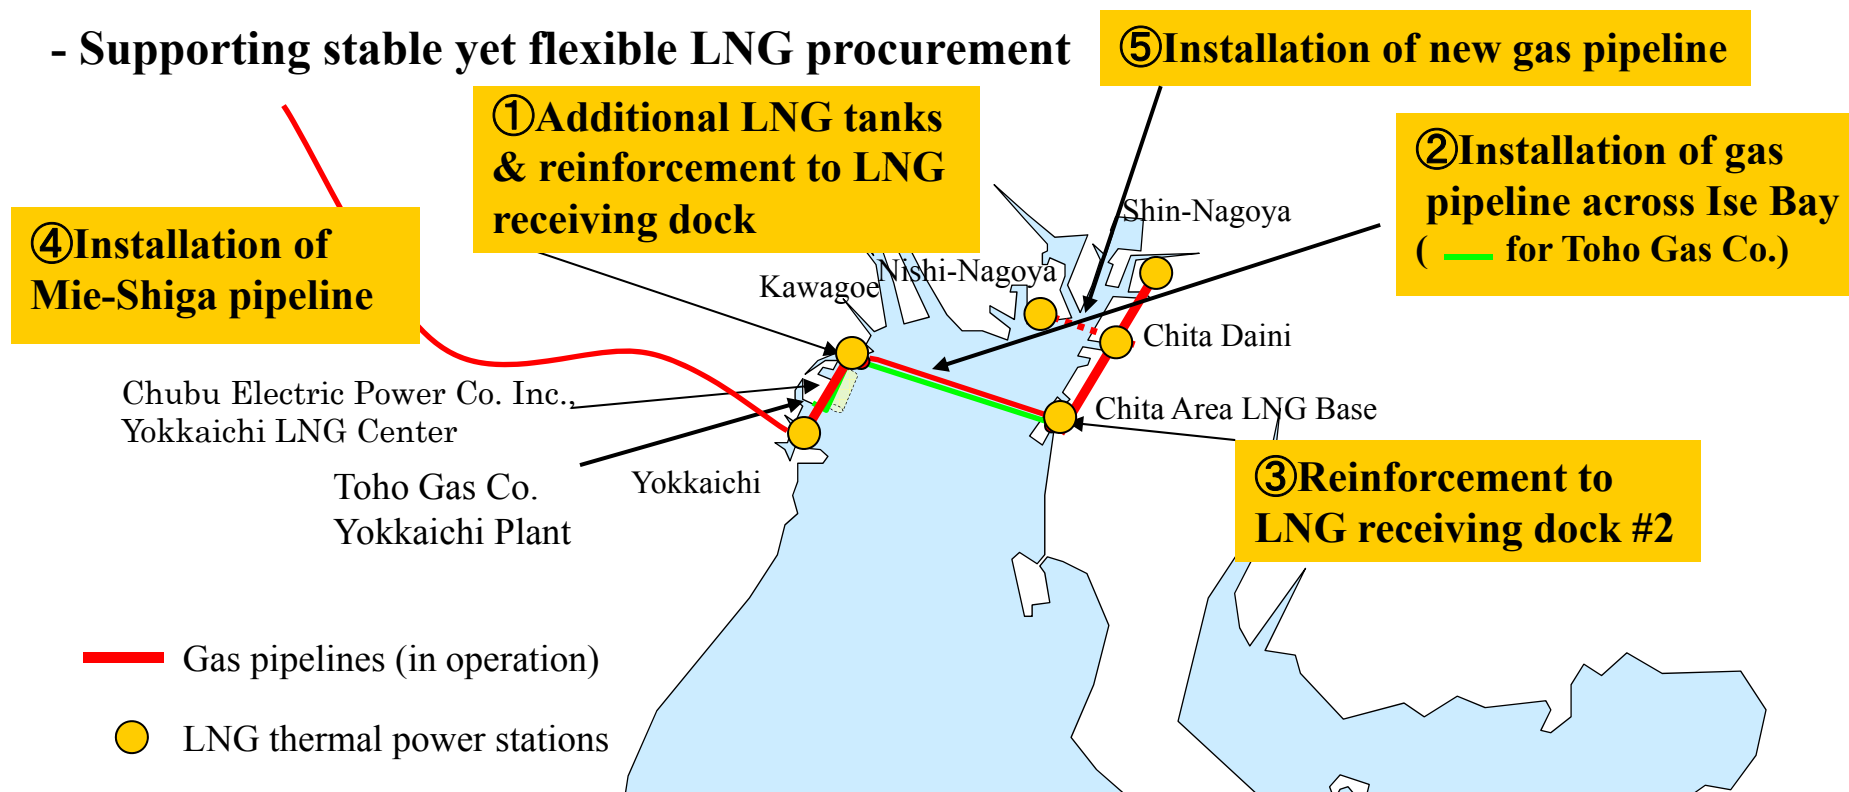 - Supporting stable yet flexible LNG procurement
⑤Installation of new gas pipeline
①Additional LNG tanks
& reinforcement to LNG
receiving dock
②Installation of gas
pipeline across Ise Bay
( for Toho Gas Co.)
④Installation of
Mie-Shiga pipeline
Shin-Nagoya
Nishi-Nagoya
Kawagoe
Chita Daini
Chubu Electric Power Co. Inc.,
Yokkaichi LNG Center
Chita Area LNG Base
Toho Gas Co.
Yokkaichi Plant
Yokkaichi
③Reinforcement to
LNG receiving dock #2
Gas pipelines (in operation)
LNG thermal power stations